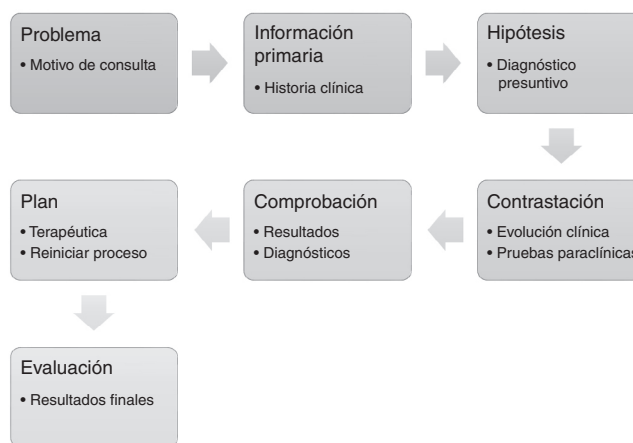 Problema
• Motivo de consulta
Información
primaria
• Historia clínica
Hipótesis
• Diagnóstico
presuntivo
Contrastación
• Evolución clínica
• Pruebas paraclínicas
Comprobación
• Resultados
• Diagnósticos
Plan
• Terapéutica
• Reiniciar proceso
Evaluación
• Resultados finales